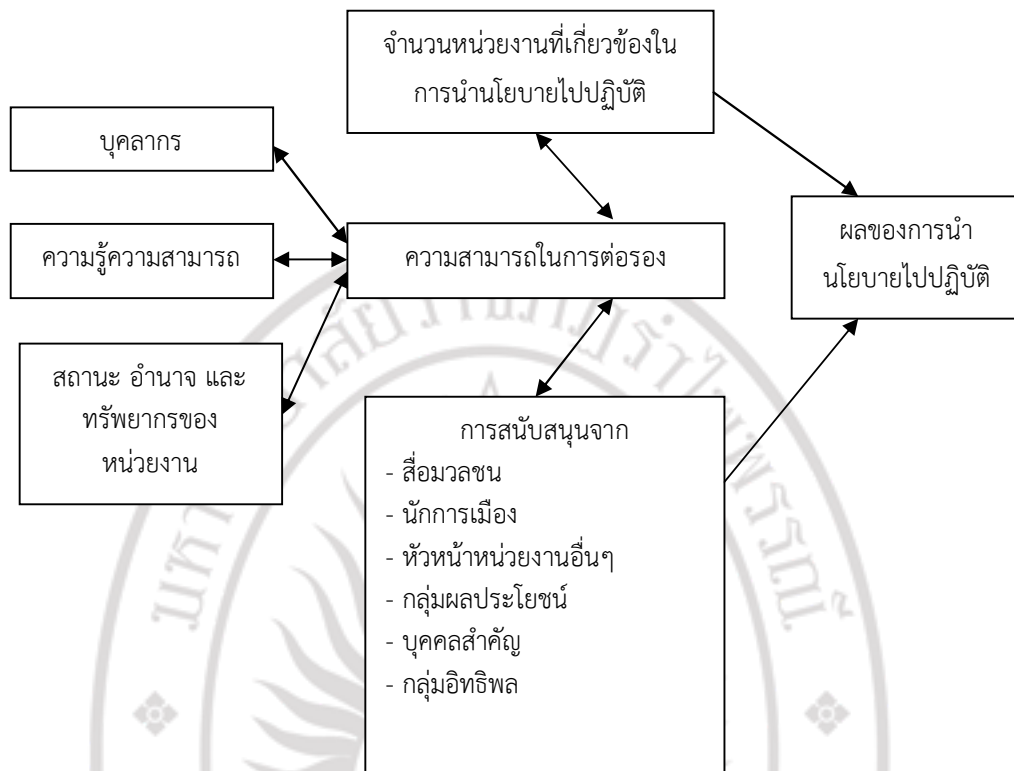 จำนวนหน่วยงานที่เกี่ยวข้องใน
การนำนโยบายไปปฏิบัติ
บุคลากร
ความรู้ความสามารถ
ความสามารถในการต่อรอง
ผลของการนำ
นโยบายไปปฏิบัติ
สถานะ อำนาจ และ
ทรัพยากรของ
หน่วยงาน
การสนับสนุนจาก
- สื่อมวลชน
- นักการเมือง
- หัวหน้าหน่วยงานอื่นๆ
- กลุ่มผลประโยชน์
- บุคคลสำคัญ
- กลุ่มอิทธิพล